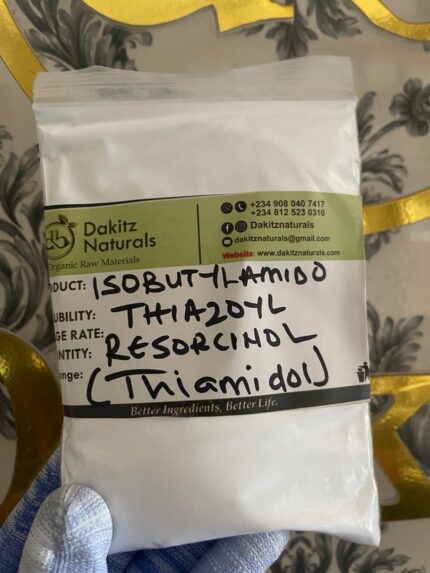 Dakitz
Naturals
Organic Raw Materials
+234 908 040 7417
+234 812 523 0310
Dakitznaturals
dakitznaturals@gmail.com
Website: www.dakitznaturals.com
ODUCT: ISOBUTYLAMIDO
UBILITY: THIAZOYL
GE RATE: RESORCINOL
NTITY:
nge: (Thiamidol)
Better Ingredients, Better Life.